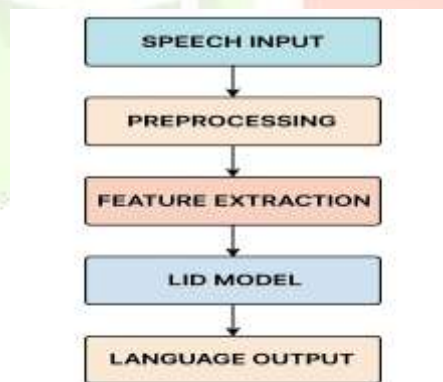 SPEECH INPUT
PREPROCESSING
FEATURE EXTRACTION
LID MODEL
LANGUAGE OUTPUT